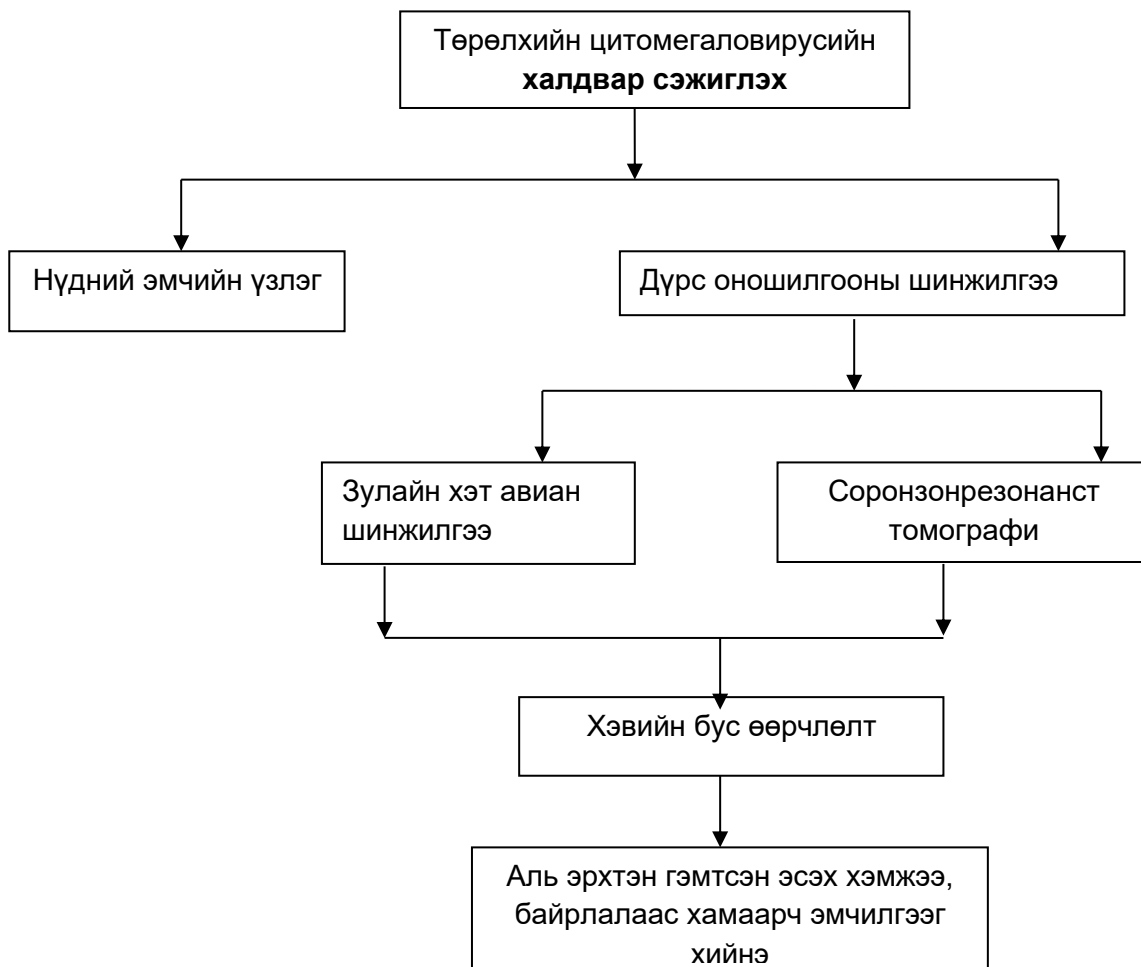 Төрөлхийн цитомегаловирусийн
халдвар сэжиглэх
Нүдний эмчийн үзлэг
Дүрс оношилгооны шинжилгээ
Зулайн хэт авиан
шинжилгээ
Соронзонрезонанст
томографи
Хэвийн бус өөрчлөлт
Аль эрхтэн гэмтсэн эсэх хэмжээ,
байрлалаас хамаарч эмчилгээг
хийнэ